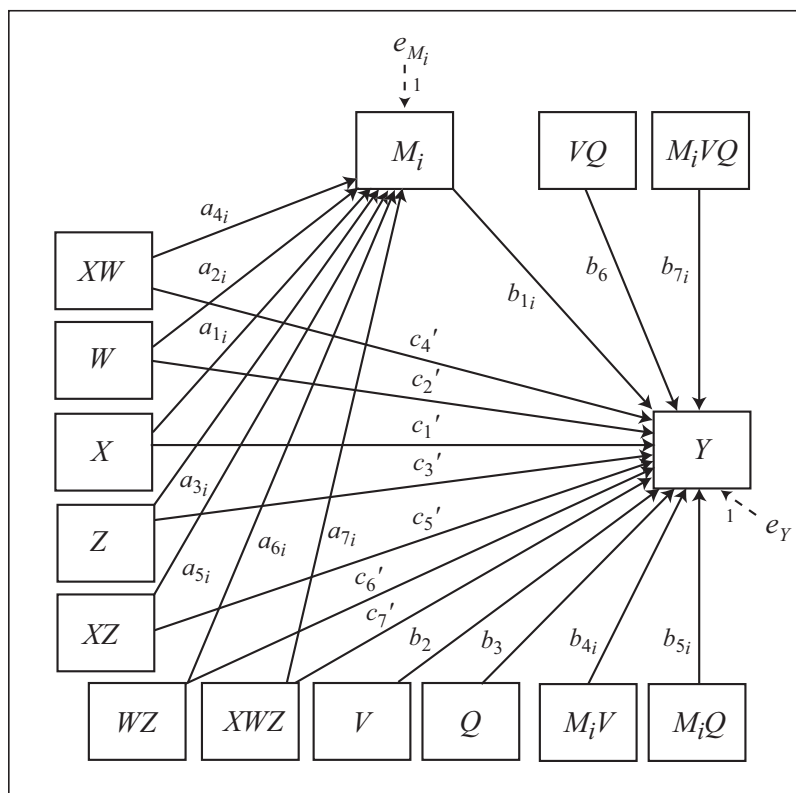 e_{M_i}
1
M_i
VQ
M_iVQ
a_{4_i}
XW
a_{2_i}
b_{1_i}
b_6
b_{7_i}
a_{1_i}
W
c_4'
c_2'
X
c_1'
Y
c_3'
a_{3_i}
Z
c_5'
a_{6_i}
a_{7_i}
1
e_Y
a_{5_i}
c_6'
XZ
c_7'
b_2
b_3
b_{4_i}
b_{5_i}
WZ
XWZ
V
Q
M_iV
M_iQ